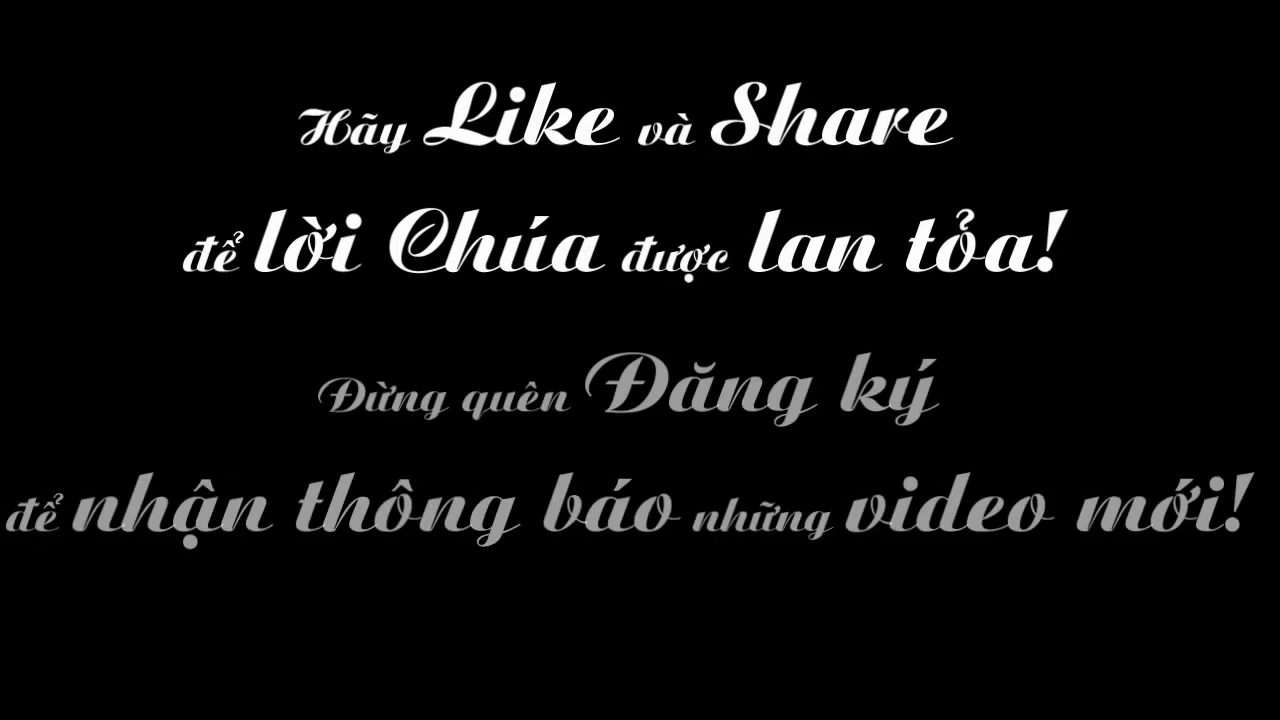 Hãy Like và Share
để lời Chúa được lan tỏa!
Đừng quên Đăng ký
để nhận thông báo những video mới!